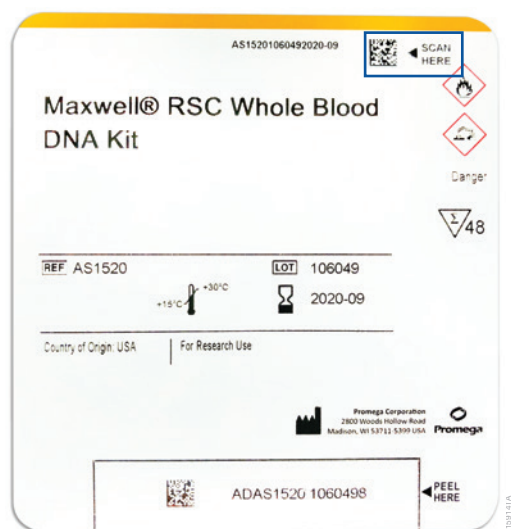 AS15201060492020-09
SCAN
HERE
Maxwell® RSC Whole Blood
DNA Kit
Danger
Σ
48
REF AS1520
LOT 106049
+15°C
+30°C
2020-09
Country of Origin: USA
For Research Use
Promega Corporation
2800 Woods Hollow Road
Madison, WI 53711-5399 USA
Promega
ADAS1520 1060498
PEEL
HERE